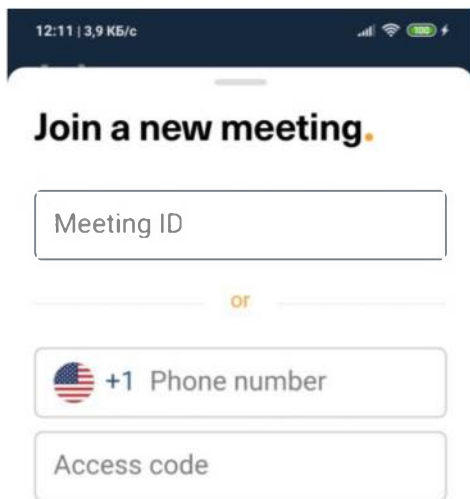 12:11 | 3,9 КБ/с 100
Join a new meeting.
Meeting ID
or
+1 Phone number
Access code